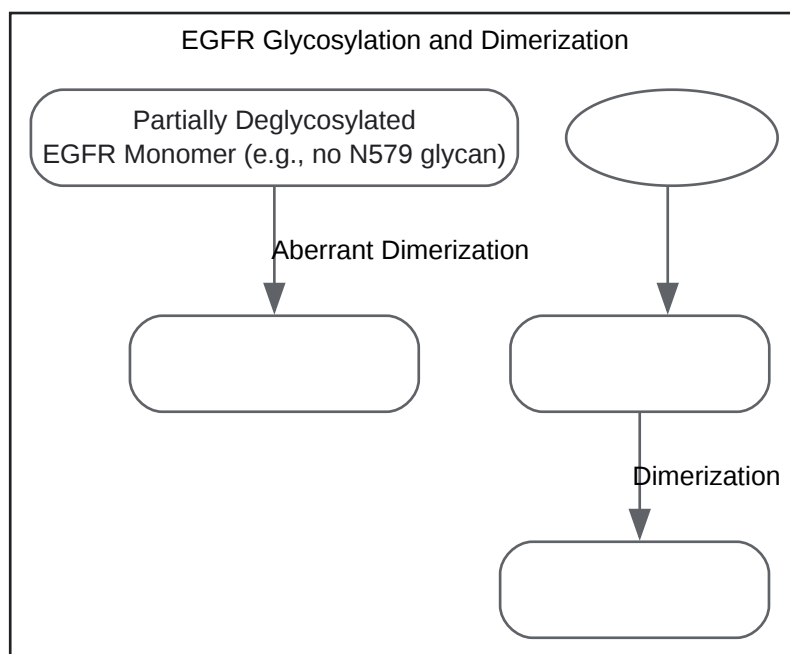 EGFR Glycosylation and Dimerization
Partially Deglycosylated
EGFR Monomer (e.g., no N579 glycan)
Aberrant Dimerization
Dimerization